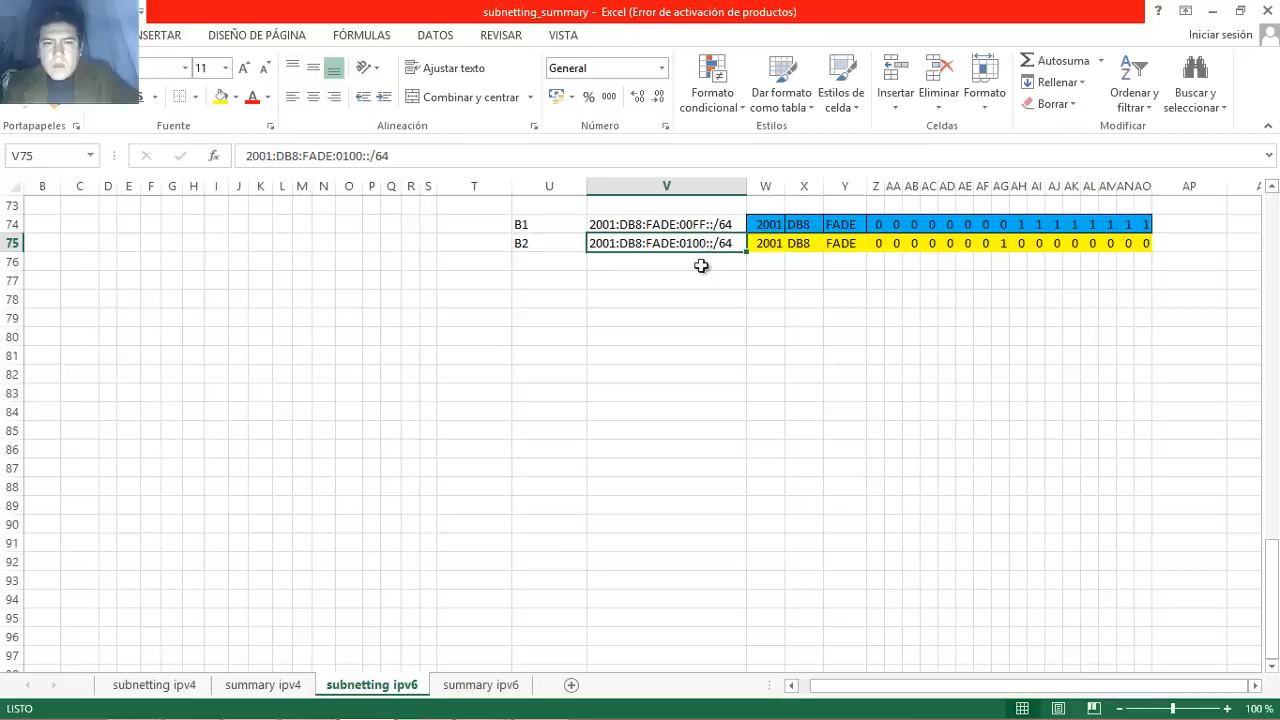 subnetting_summary - Excel (Error de activación de productos)
?
INSERTAR DISEÑO DE PÁGINA FÓRMULAS DATOS REVISAR VISTA Iniciar sesión
11 A A Ajustar texto General Autosuma
Rellenar
Borrar
S A Combinar y centrar % 000
Formato condicional Dar formato como tabla Estilos de celda Insertar Eliminar Formato Ordenar y filtrar Buscar y seleccionar
Portapapeles Fuente Alineación Número Estilos Celdas Modificar
V75 fx 2001:DB8:FADE:0100::/64
B C D E F G H I J K L M N O P Q R S T U V W X Y Z AA AB AC AD AE AF AG AH AI AJ AK AL AM AN AO AP
73
74 B1 2001:DB8:FADE:00FF::/64 2001 DB8 FADE 0 0 0 0 0 0 0 0 1 1 1 1 1 1 1 1
75 B2 2001:DB8:FADE:0100::/64 2001 DB8 FADE 0 0 0 0 0 0 0 1 0 0 0 0 0 0 0 0
76
77
78
79
80
81
82
83
84
85
86
87
88
89
90
91
92
93
94
95
96
97
subnetting ipv4 summary ipv4 subnetting ipv6 summary ipv6
LISTO 100 %